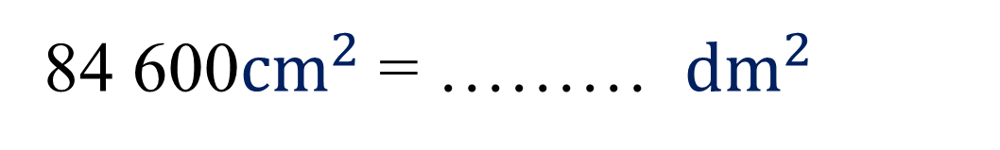 84 600cm² = ......... dm²